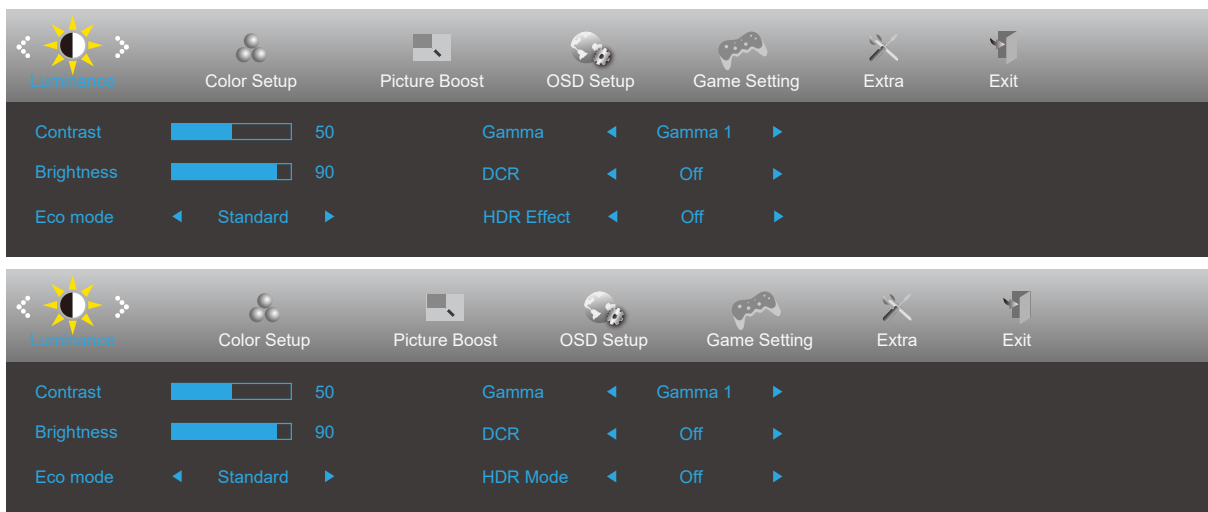 Luminance Color Setup Picture Boost OSD Setup Game Setting Extra Exit
Contrast 50 Gamma Gamma 1
Brightness 90 DCR Off
Eco mode Standard HDR Effect Off
Luminance Color Setup Picture Boost OSD Setup Game Setting Extra Exit
Contrast 50 Gamma Gamma 1
Brightness 90 DCR Off
Eco mode Standard HDR Mode Off